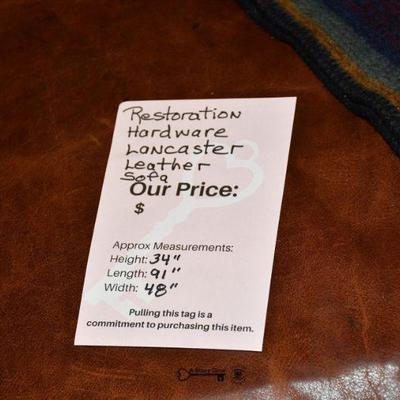 Restoration
Hardware
Lancaster
Leather
Sofa
Our Price:
$
Approx Measurements:
Height: 34"
Length: 91"
Width: 48"
Pulling this tag is a
commitment to purchasing this item.